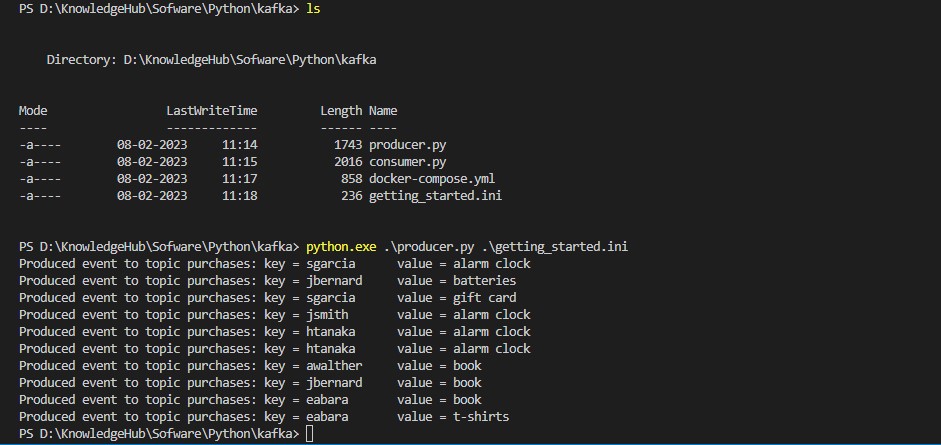 PS D:\KnowledgeHub\Sofware\Python\kafka> ls
Directory: D:\KnowledgeHub\Sofware\Python\kafka
Mode                 LastWriteTime         Length Name
----                 -------------         ------ ----
-a----        08-02-2023     11:14           1743 producer.py
-a----        08-02-2023     11:15           2016 consumer.py
-a----        08-02-2023     11:17            858 docker-compose.yml
-a----        08-02-2023     11:18            236 getting_started.ini
PS D:\KnowledgeHub\Sofware\Python\kafka> python.exe .\producer.py .\getting_started.ini
Produced event to topic purchases: key = sgarcia      value = alarm clock
Produced event to topic purchases: key = jbernard     value = batteries
Produced event to topic purchases: key = sgarcia      value = gift card
Produced event to topic purchases: key = jsmith       value = alarm clock
Produced event to topic purchases: key = htanaka      value = alarm clock
Produced event to topic purchases: key = htanaka      value = alarm clock
Produced event to topic purchases: key = awalther     value = book
Produced event to topic purchases: key = jbernard     value = book
Produced event to topic purchases: key = eabara       value = book
Produced event to topic purchases: key = eabara       value = t-shirts
PS D:\KnowledgeHub\Sofware\Python\kafka>